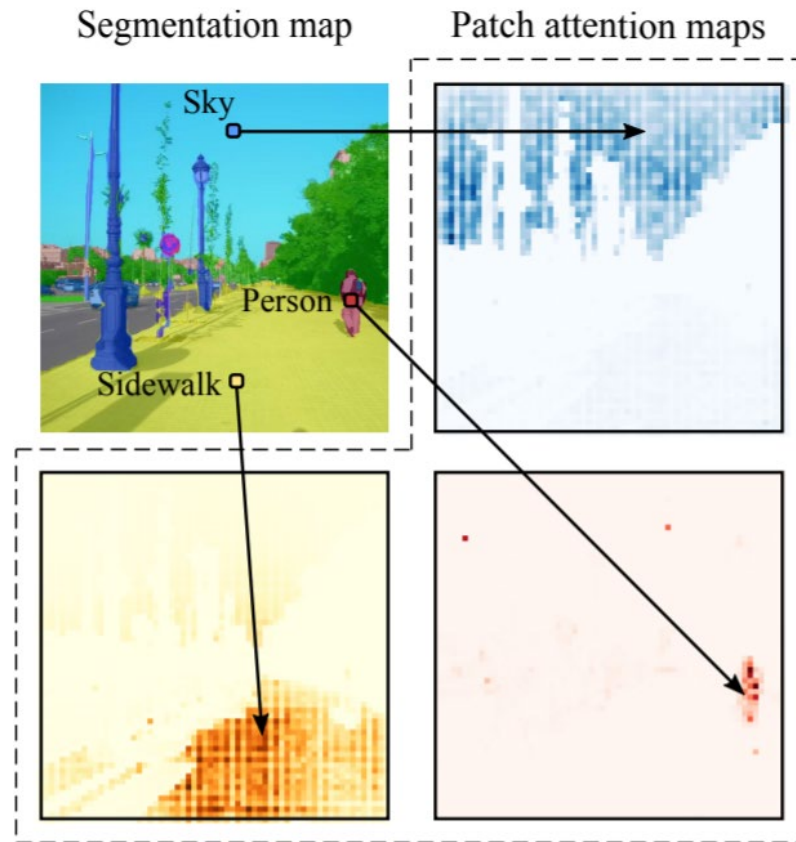 Segmentation map
Patch attention maps
Sky
Person
Sidewalk